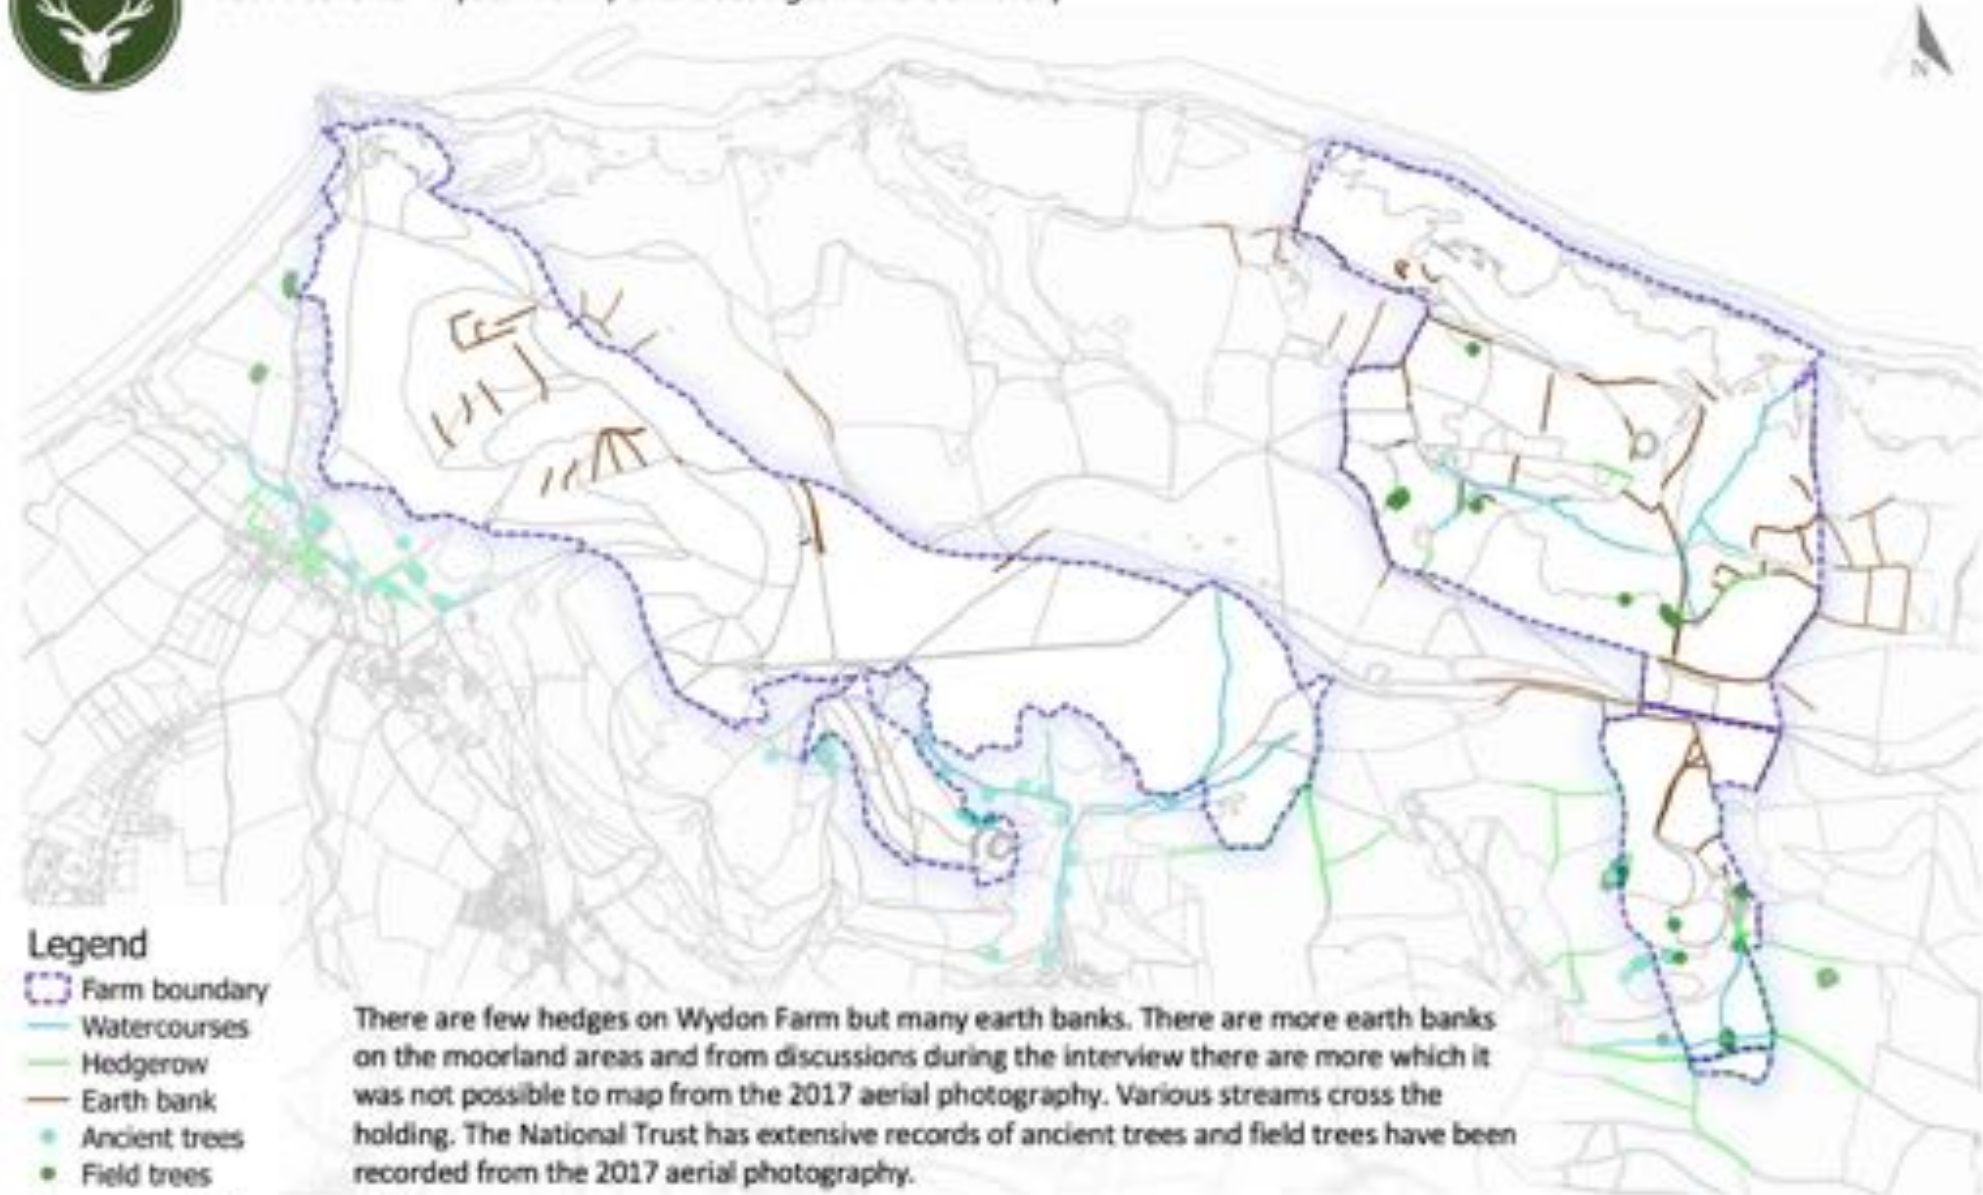 N
Legend
Farm boundary
Watercourses
Hedgerow
Earth bank
Ancient trees
Field trees
There are few hedges on Wydon Farm but many earth banks. There are more earth banks
on the moorland areas and from discussions during the interview there are more which it
was not possible to map from the 2017 aerial photography. Various streams cross the
holding. The National Trust has extensive records of ancient trees and field trees have been
recorded from the 2017 aerial photography.